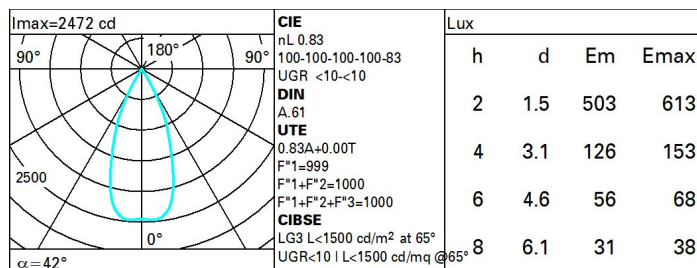 Imax=2472 cd
180°
90°
90°
2500
0°
α=42°
CIE
nL 0.83
100-100-100-100-83
UGR <10-<10
DIN
A.61
UTE
0.83A+0.00T
F"1=999
F"1+F"2=1000
F"1+F"2+F"3=1000
CIBSE
LG3 L<1500 cd/m² at 65°
UGR<10 | L<1500 cd/mq @65°
Lux
h d Em Emax
2 1.5 503 613
4 3.1 126 153
6 4.6 56 68
8 6.1 31 38